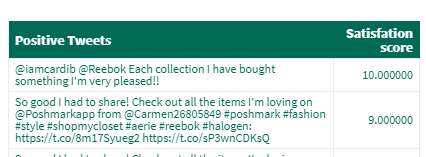 Positive Tweets
Satisfation
score
@iamcardib @Reebok Each collection I have bought
something I'm very pleased!!
10.000000
So good I had to share! Check out all the items I'm loving on
@Poshmarkapp from @Carmen26805849 #poshmark #fashion
#style #shopmycloset #aerie #reebok #halogen:
https://t.co/8m17Syueg2 https://t.co/sP3wnCDKsQ
9.000000